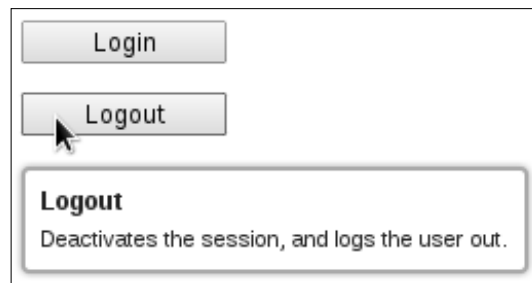 Login
Logout
Logout
Deactivates the session, and logs the user out.